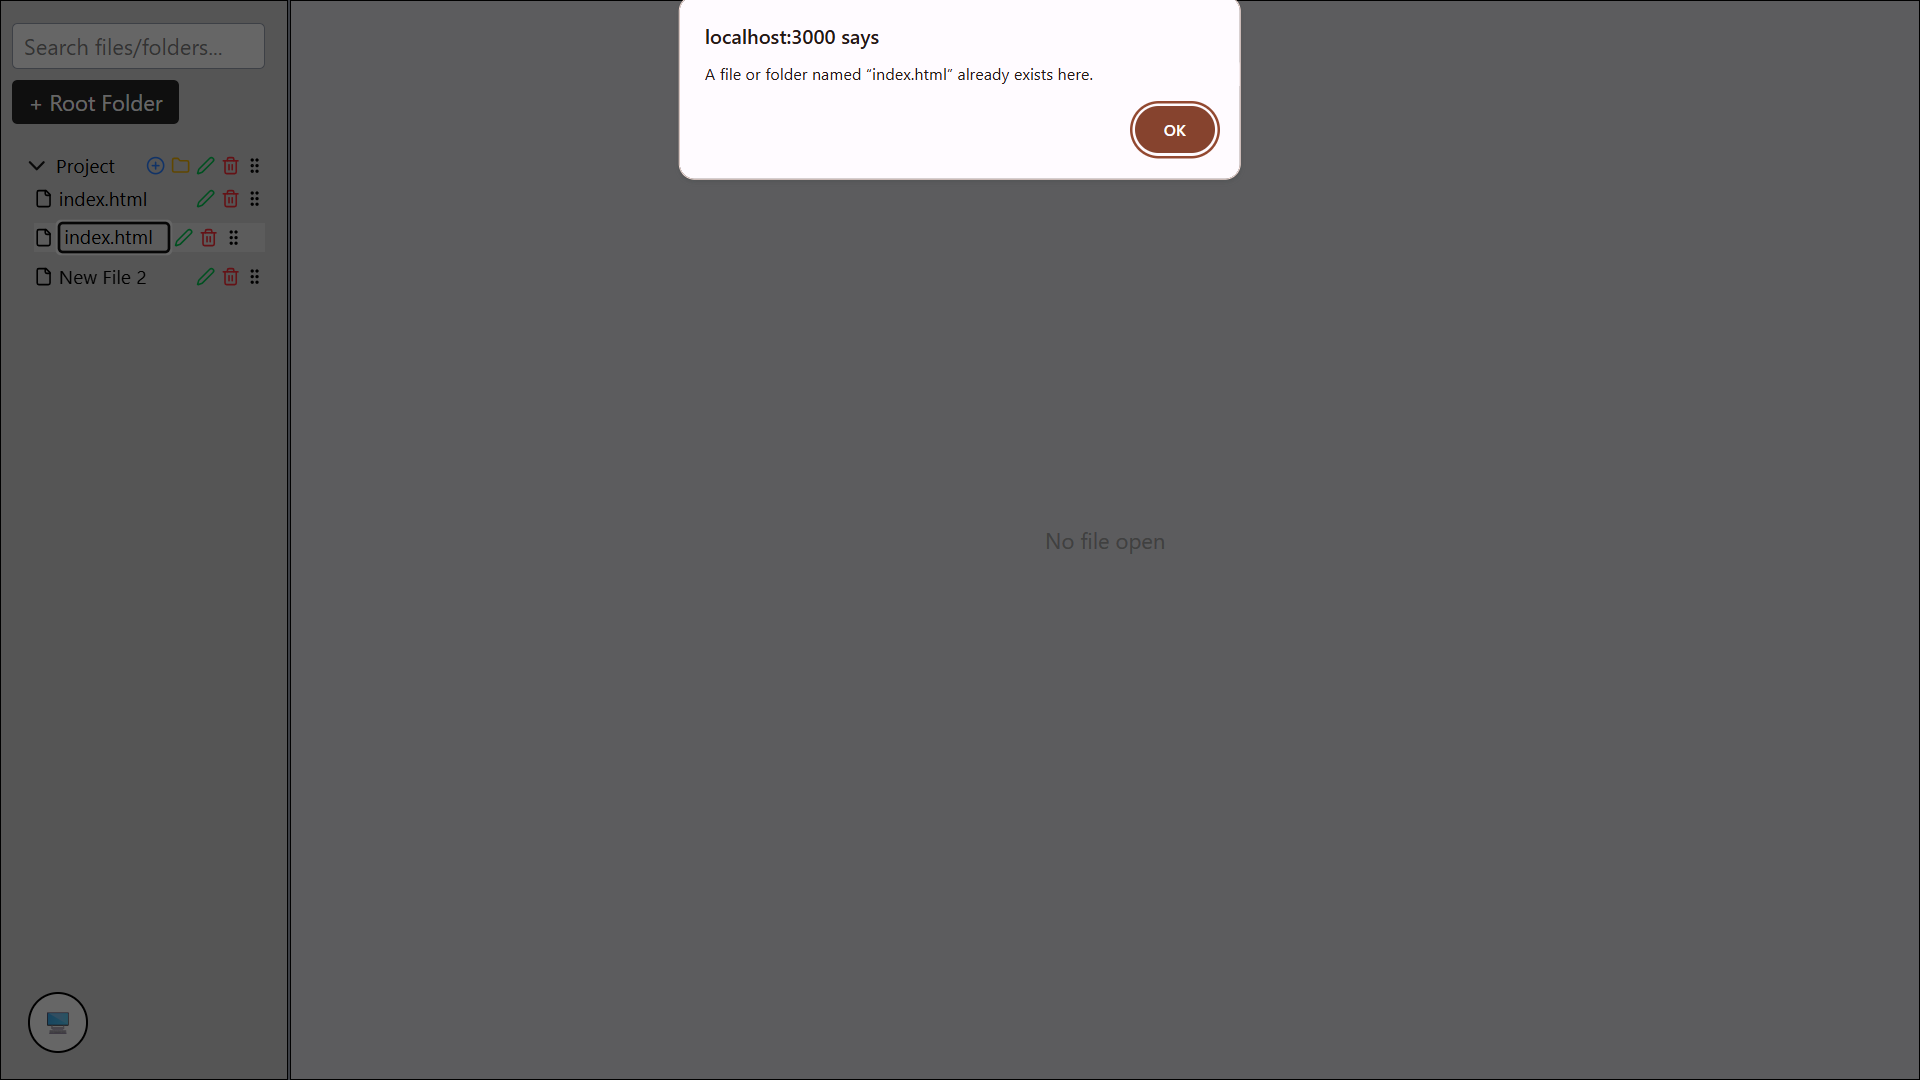 localhost:3000 says
A file or folder named “index.html” already exists here.
OK
Search files/folders...
+ Root Folder
Project
index.html
index.html
New File 2
No file open